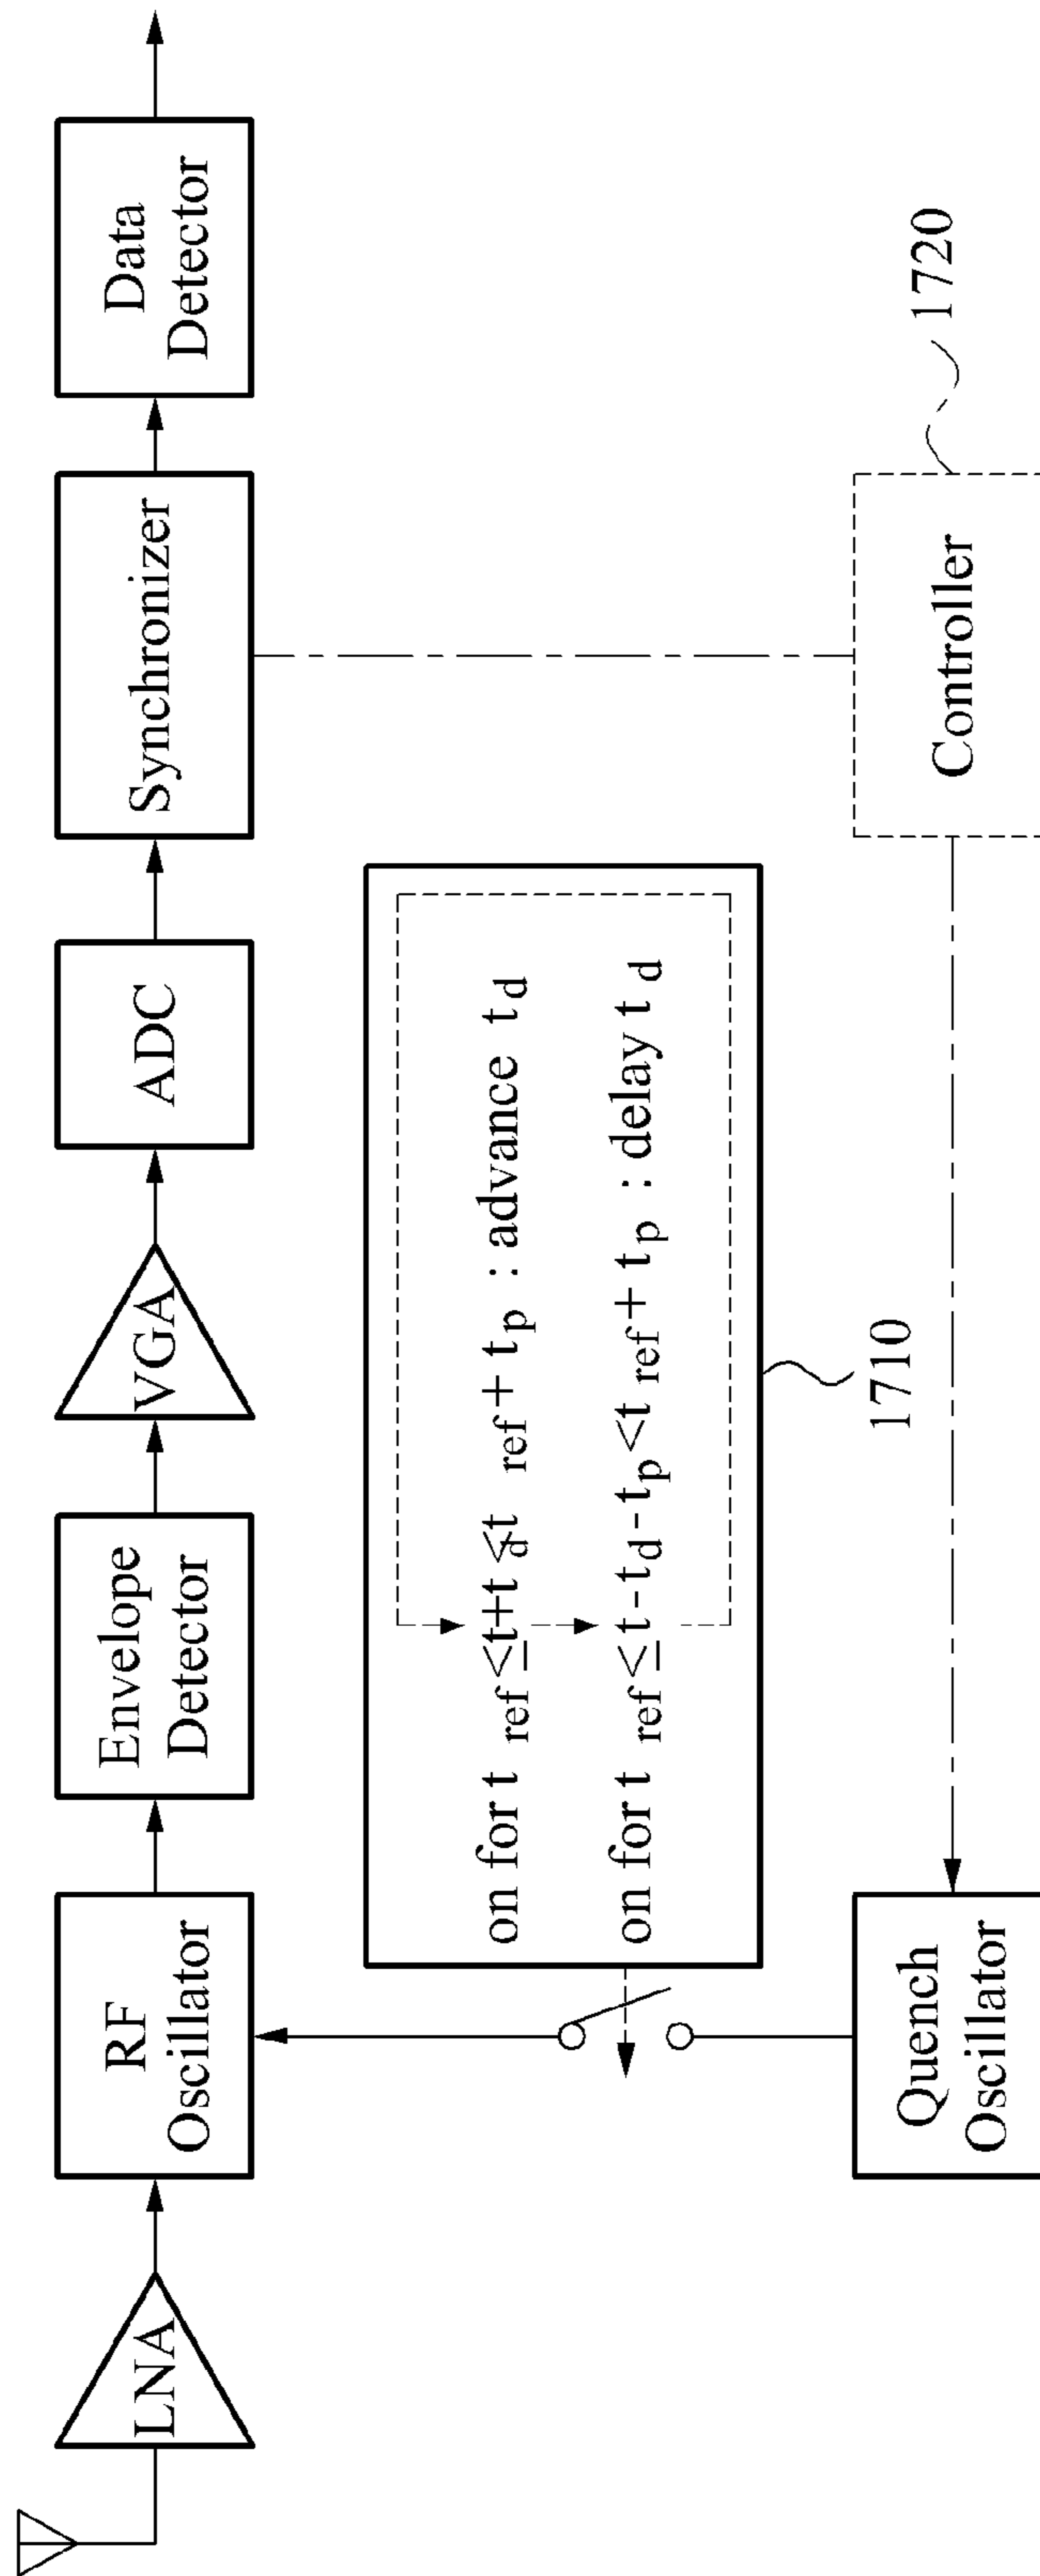 LNA
RF
Oscillator
Envelope
Detector
VGA
ADC
Synchronizer
Data
Detector
on for t ref ≤ t+t d < t ref + t p : advance t d
on for t ref ≤ t - t d - t p < t ref + t p : delay t d
1710
Quench
Oscillator
Controller
1720